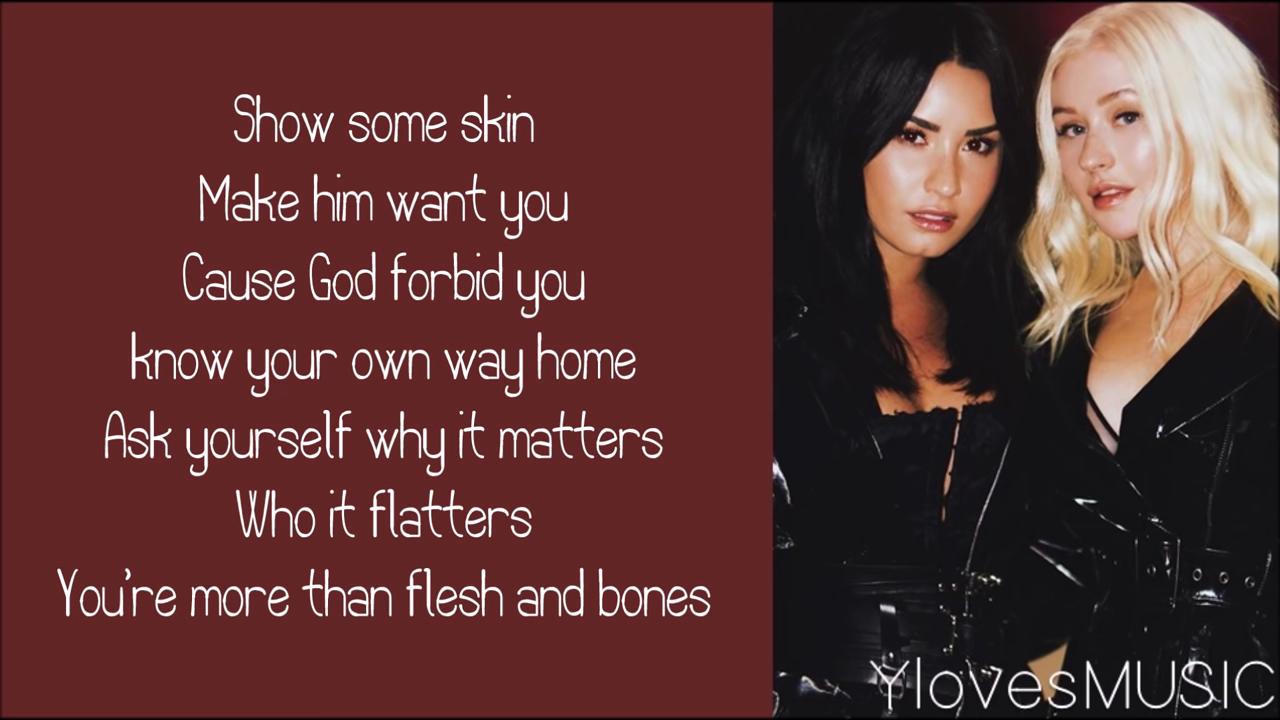 Show some skin
Make him want you
Cause God forbid you
know your own way home
Ask yourself why it matters
Who it flatters
You're more than flesh and bones
YlovesMUSIC